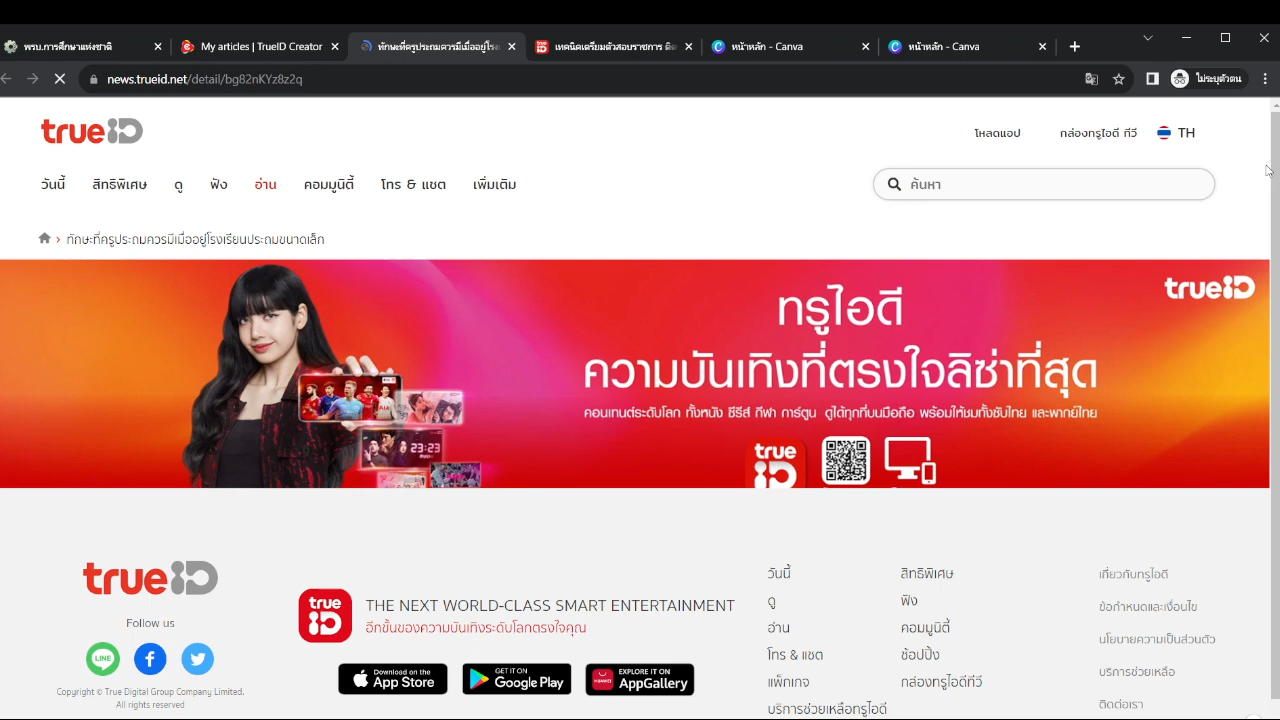 พรบ.การศึกษาแห่งชาติ
My articles | TrueID Creator
ทักษะที่ครูประถมควรมีเมื่ออยู่โรงเ
เทคนิคเตรียมตัวสอบราชการ ติด
หน้าหลัก - Canva
หน้าหลัก - Canva
news.trueid.net/detail/bg82nKYz8z2q
ไม่ระบุตัวตน
true ID
โหลดแอป
กล่องทรูไอดี ทีวี
TH
วันนี้
สิทธิพิเศษ
ดู
ฟัง
อ่าน
คอมมูนิตี้
โทร & แชต
เพิ่มเติม
ค้นหา
ทักษะที่ครูประถมควรมีเมื่ออยู่โรงเรียนประถมขนาดเล็ก
true ID
ทรูไอดี
ความบันเทิงที่ตรงใจลิซ่าที่สุด
คอนเทนต์ระดับโลก ทั้งหนัง ซีรีส์ กีฬา การ์ตูน ดูได้ทุกที่บนมือถือ พร้อมให้ชมทั้งซับไทย และพากย์ไทย
23:23
true ID
true ID
Follow us
LINE
Copyright © True Digital Group Company Limited.
All rights reserved
true ID
THE NEXT WORLD-CLASS SMART ENTERTAINMENT
อีกขั้นของความบันเทิงระดับโลกตรงใจคุณ
Download on the
App Store
GET IT ON
Google Play
HUAWEI
EXPLORE IT ON
AppGallery
วันนี้
ดู
อ่าน
โทร & แชต
แพ็กเกจ
บริการช่วยเหลือทรูไอดี
สิทธิพิเศษ
ฟัง
คอมมูนิตี้
ช้อปปิ้ง
กล่องทรูไอดีทีวี
เกี่ยวกับทรูไอดี
ข้อกำหนดและเงื่อนไข
นโยบายความเป็นส่วนตัว
บริการช่วยเหลือ
ติดต่อเรา